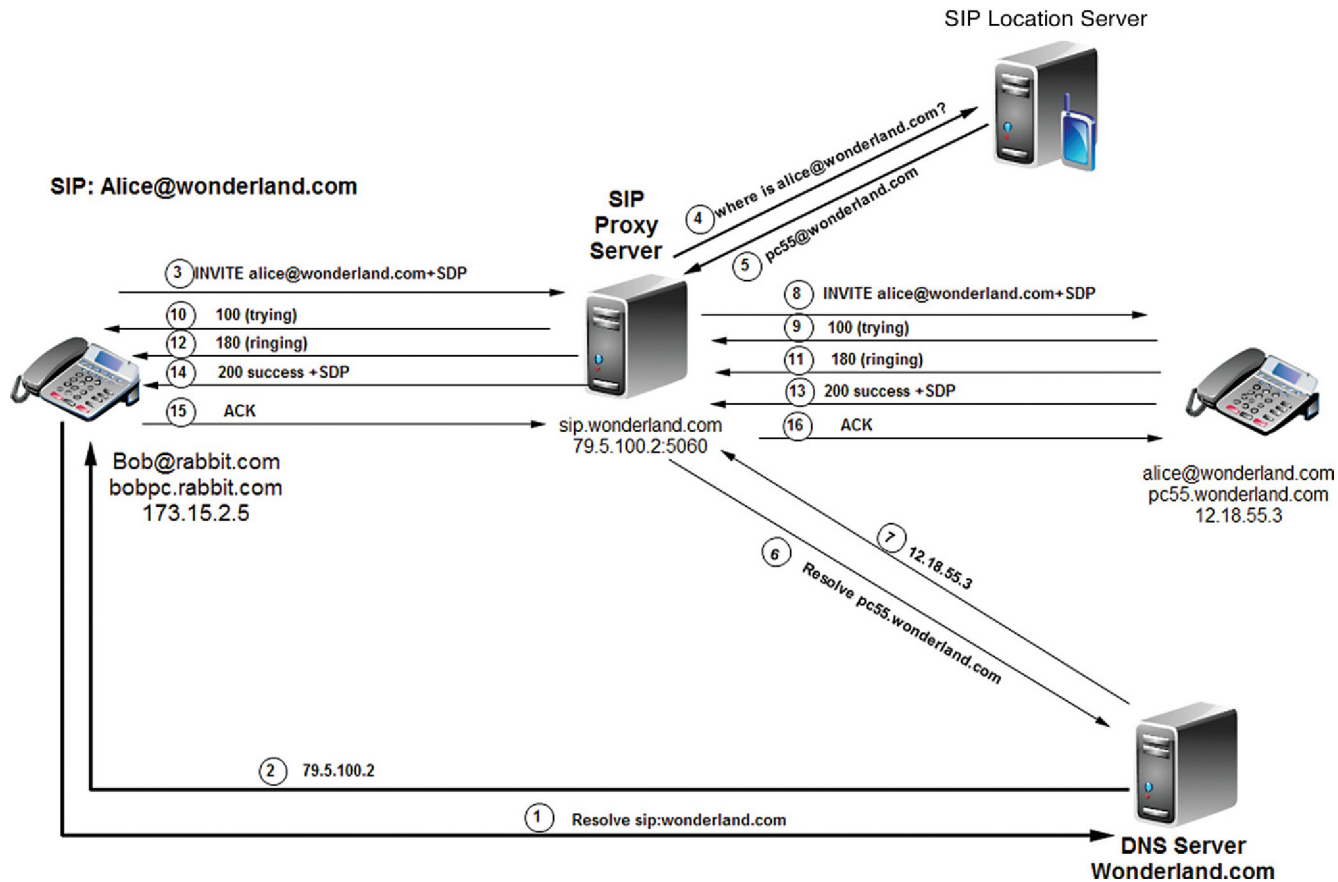 SIP Location Server
SIP: Alice@wonderland.com
SIP
Proxy
Server
4 where is alice@wonderland.com?
5 pc55@wonderland.com
3 INVITE alice@wonderland.com+SDP
10 100 (trying)
12 180 (ringing)
14 200 success +SDP
15 ACK
8 INVITE alice@wonderland.com+SDP
9 100 (trying)
11 180 (ringing)
13 200 success +SDP
16 ACK
sip.wonderland.com
79.5.100.2:5060
Bob@rabbit.com
bobpc.rabbit.com
173.15.2.5
alice@wonderland.com
pc55.wonderland.com
12.18.55.3
7 12.18.55.3
6 Resolve pc55.wonderland.com
2 79.5.100.2
1 Resolve sip:wonderland.com
DNS Server
Wonderland.com